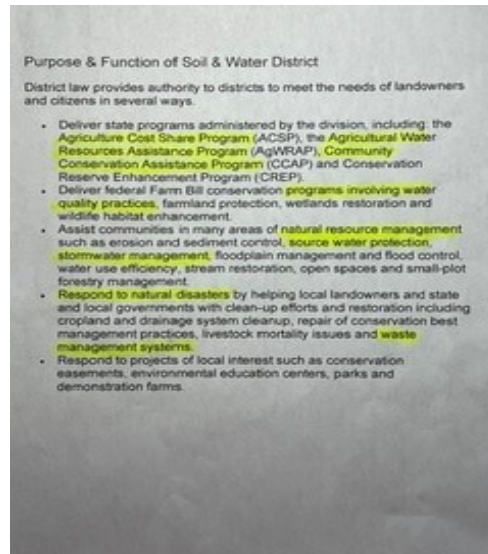 Purpose & Function of Soil & Water District
District law provides authority to districts to meet the needs of landowners
and citizens in several ways.
• Deliver state programs administered by the division, including: the
Agriculture Cost Share Program (ACSP), the Agricultural Water
Resources Assistance Program (AgWRAP), Community
Conservation Assistance Program (CCAP) and Conservation
Reserve Enhancement Program (CREP).
• Deliver federal Farm Bill conservation programs involving water
quality practices, farmland protection, wetlands restoration and
wildlife habitat enhancement.
• Assist communities in many areas of natural resource management
such as erosion and sediment control, source water protection,
stormwater management, floodplain management and flood control,
water use efficiency, stream restoration, open spaces and small-plot
forestry management.
• Respond to natural disasters by helping local landowners and state
and local governments with clean-up efforts and restoration including
cropland and drainage system cleanup, repair of conservation best
management practices, livestock mortality issues and waste
management systems.
• Respond to projects of local interest such as conservation
easements, environmental education centers, parks and
demonstration farms.